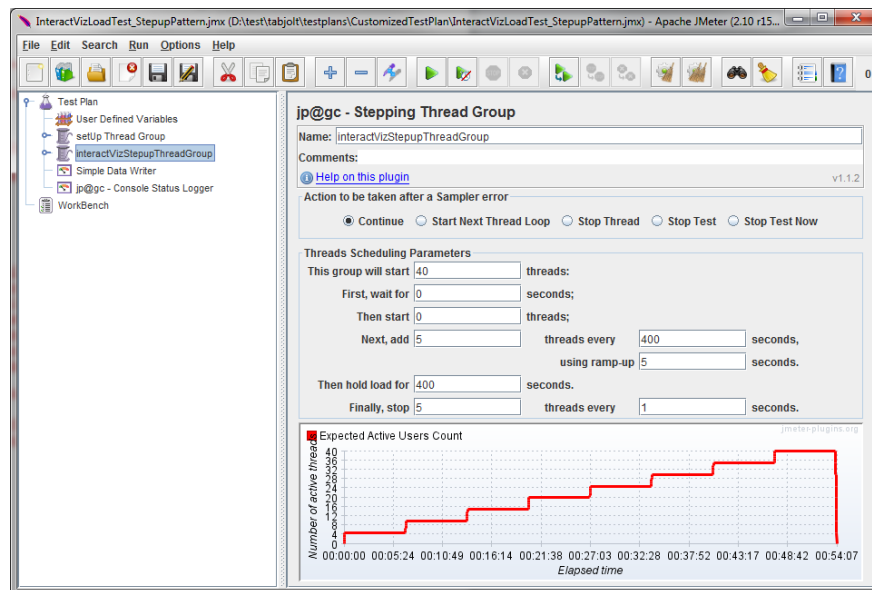 InteractVizLoadTest_StepupPattern.jmx (D:\test\tabjolt\testplans\CustomizedTestPlan\InteractVizLoadTest_StepupPattern.jmx) - Apache JMeter (2.10 r15...
File Edit Search Run Options Help
0
Test Plan
User Defined Variables
setUp Thread Group
interactVizStepupThreadGroup
Simple Data Writer
jp@gc - Console Status Logger
WorkBench
jp@gc - Stepping Thread Group
Name: interactVizStepupThreadGroup
Comments:
Help on this plugin v1.1.2
Action to be taken after a Sampler error
Continue Start Next Thread Loop Stop Thread Stop Test Stop Test Now
Threads Scheduling Parameters
This group will start 40 threads:
First, wait for 0 seconds;
Then start 0 threads;
Next, add 5 threads every 400 seconds,
using ramp-up 5 seconds.
Then hold load for 400 seconds.
Finally, stop 5 threads every 1 seconds.
jmeter-plugins.org
Expected Active Users Count
Number of active threads
40
36
32
28
24
20
16
12
8
4
0
00:00:00 00:05:24 00:10:49 00:16:14 00:21:38 00:27:03 00:32:28 00:37:52 00:43:17 00:48:42 00:54:07
Elapsed time